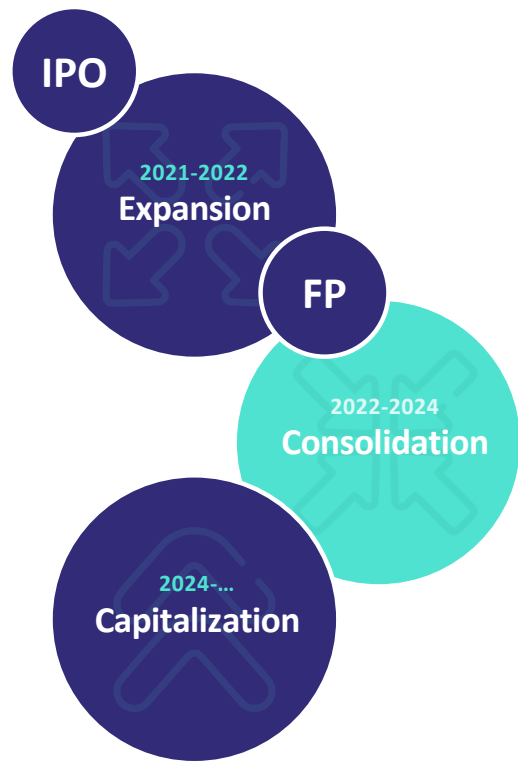 IPO
2021-2022
Expansion
FP
2022-2024
Consolidation
2024-...
Capitalization